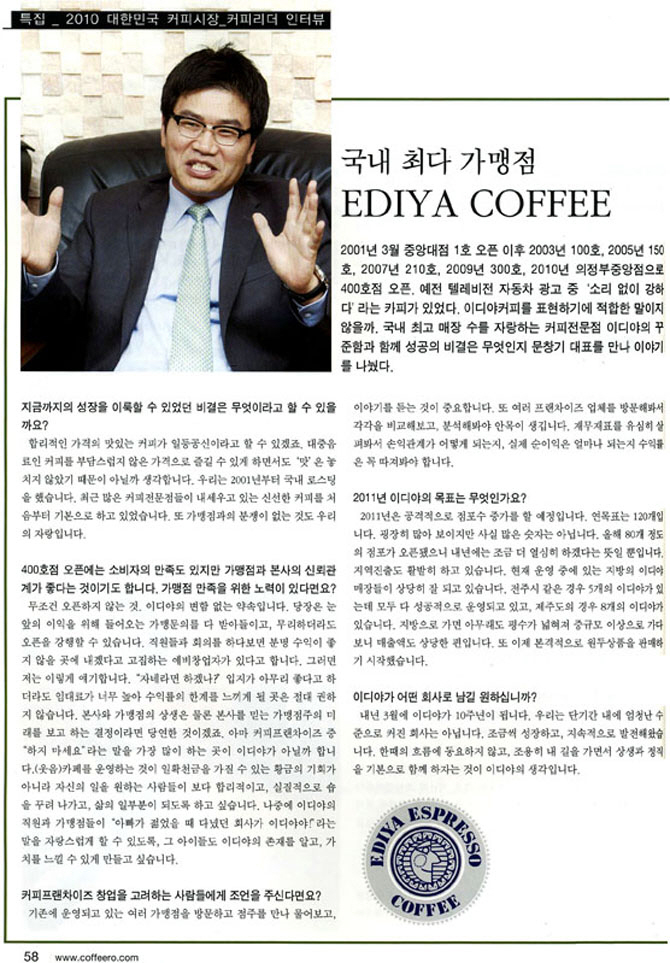 특집 _ 2010 대한민국 커피시장_커피리더 인터뷰
국내 최다 가맹점
EDIYA COFFEE
2001년 3월 중앙대점 1호 오픈 이후 2003년 100호, 2005년 150
호, 2007년 210호, 2009년 300호, 2010년 의정부중앙점으로
400호점 오픈. 예전 텔레비전 자동차 광고 중 ‘소리 없이 강하
다’ 라는 카피가 있었다. 이디야커피를 표현하기에 적합한 말이지
않을까. 국내 최고 매장 수를 자랑하는 커피전문점 이디야의 꾸
준함과 함께 성공의 비결은 무엇인지 문창기 대표를 만나 이야기
를 나눴다.
지금까지의 성장을 이룩할 수 있었던 비결은 무엇이라고 할 수 있을
까요?
합리적인 가격의 맛있는 커피가 일등공신이라고 할 수 있겠죠. 대중음
료인 커피를 부담스럽지 않은 가격으로 즐길 수 있게 하면서도 ‘맛’ 은 놓
치지 않았기 때문이 아닐까 생각합니다. 우리는 2001년부터 국내 로스팅
을 했습니다. 최근 많은 커피전문점들이 내세우고 있는 신선한 커피를 처
음부터 기본으로 하고 있었습니다. 또 가맹점과의 분쟁이 없는 것도 우리
의 자랑입니다.
400호점 오픈에는 소비자의 만족도 있지만 가맹점과 본사의 신뢰관
계가 좋다는 것이기도 합니다. 가맹점 만족을 위한 노력이 있다면요?
무조건 오픈하지 않는 것. 이디야의 변함 없는 약속입니다. 당장은 눈
앞의 이익을 위해 들어오는 가맹문의를 다 받아들이고, 무리하더라도
오픈을 강행할 수 있습니다. 직원들과 회의를 하다보면 분명 수익이 좋
지 않을 곳에 내겠다고 고집하는 예비창업자가 있다고 합니다. 그러면
저는 이렇게 얘기합니다. “자네라면 하겠나?” 입지가 아무리 좋다고 하
더라도 임대료가 너무 높아 수익률의 한계를 느끼게 될 곳은 절대 권하
지 않습니다. 본사와 가맹점의 상생은 물론 본사를 믿는 가맹점주의 미
래를 보고 하는 결정이라면 당연한 것이겠죠. 아마 커피프랜차이즈 중
“하지 마세요”라는 말을 가장 많이 하는 곳이 이디야가 아닐까 합니
다.(웃음)카페를 운영하는 것이 일확천금을 가질 수 있는 황금의 기회가
아니라 자신의 일을 원하는 사람들이 보다 합리적이고, 실질적으로 숍
을 꾸려 나가고, 삶의 일부분이 되도록 하고 싶습니다. 나중에 이디야의
직원과 가맹점들이 “아빠가 젊었을 때 다녔던 회사가 이디야야!”라는
말을 자랑스럽게 할 수 있도록, 그 아이들도 이디야의 존재를 알고, 가
치를 느낄 수 있게 만들고 싶습니다.
커피프랜차이즈 창업을 고려하는 사람들에게 조언을 주신다면요?
기존에 운영되고 있는 여러 가맹점을 방문하고 점주를 만나 물어보고,
이야기를 듣는 것이 중요합니다. 또 여러 프랜차이즈 업체를 방문해봐서
각각을 비교해보고, 분석해봐야 안목이 생깁니다. 재무제표를 유심히 살
펴봐서 손익관계가 어떻게 되는지, 실제 순이익은 얼마나 되는지 수익률
은 꼭 따져봐야 합니다.
2011년 이디야의 목표는 무엇인가요?
2011년은 공격적으로 점포수 증가를 할 예정입니다. 연목표는 120개입
니다. 굉장히 많아 보이지만 사실 많은 숫자는 아닙니다. 올해 80개 정도
의 점포가 오픈됐으니 내년에는 조금 더 열심히 하겠다는 뜻일 뿐입니다.
지역진출도 활발히 하고 있습니다. 현재 운영 중에 있는 지방의 이디야
매장들이 상당히 잘 되고 있습니다. 전주시 같은 경우 5개의 이디야가 있
는데 모두 다 성공적으로 운영되고 있고, 제주도의 경우 8개의 이디야가
있습니다. 지방으로 가면 아무래도 평수가 넓혀져 중규모 이상으로 가다
보니 매출액도 상당한 편입니다. 또 이제 본격적으로 원두상품을 판매하
기 시작했습니다.
이디야가 어떤 회사로 남길 원하십니까?
내년 3월에 이디야가 10주년이 됩니다. 우리는 단기간 내에 엄청난 수
준으로 커진 회사는 아닙니다. 조금씩 성장하고, 지속적으로 발전해왔습
니다. 한때의 흐름에 동요하지 않고, 조용히 내 길을 가면서 상생과 정직
을 기본으로 함께 하자는 것이 이디야의 생각입니다.
EDIYA ESPRESSO
COFFEE
58 www.coffeero.com